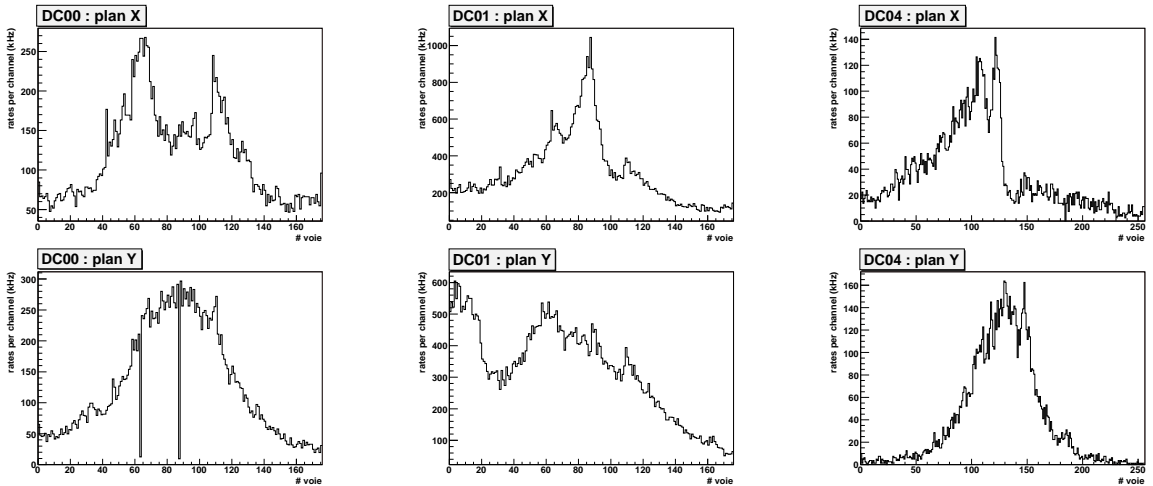 DC00 : plan X
rates per channel (kHz)
250
200
150
100
50
0 20 40 60 80 100 120 140 160
# voie
DC01 : plan X
rates per channel (kHz)
1000
800
600
400
200
0 20 40 60 80 100 120 140 160
# voie
DC04 : plan X
rates per channel (kHz)
140
120
100
80
60
40
20
0
0 50 100 150 200 250
# voie
DC00 : plan Y
rates per channel (kHz)
300
250
200
150
100
50
0
0 20 40 60 80 100 120 140 160
# voie
DC01 : plan Y
rates per channel (kHz)
600
500
400
300
200
100
0 20 40 60 80 100 120 140 160
# voie
DC04 : plan Y
rates per channel (kHz)
160
140
120
100
80
60
40
20
0
0 50 100 150 200 250
# voie